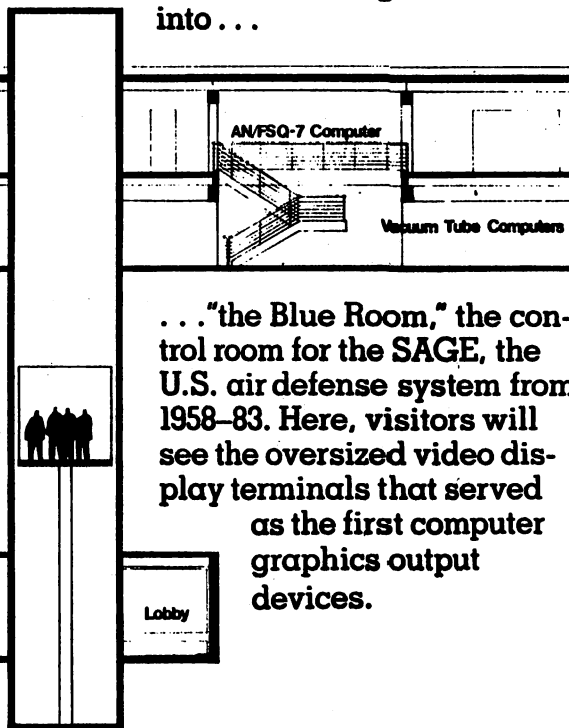 into . . .
AN/FSQ-7 Computer
Vacuum Tube Computers
. . ."the Blue Room," the con-
trol room for the SAGE, the
U.S. air defense system from
1958–83. Here, visitors will
see the oversized video dis-
play terminals that served
as the first computer
graphics output
devices.
Lobby